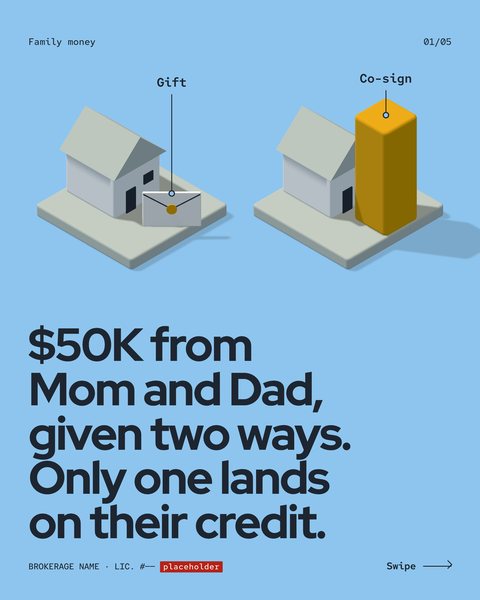 Family money
01/05
Gift
Co-sign
$50K from
Mom and Dad,
given two ways.
Only one lands
on their credit.
BROKERAGE NAME · LIC. #—— placeholder
Swipe